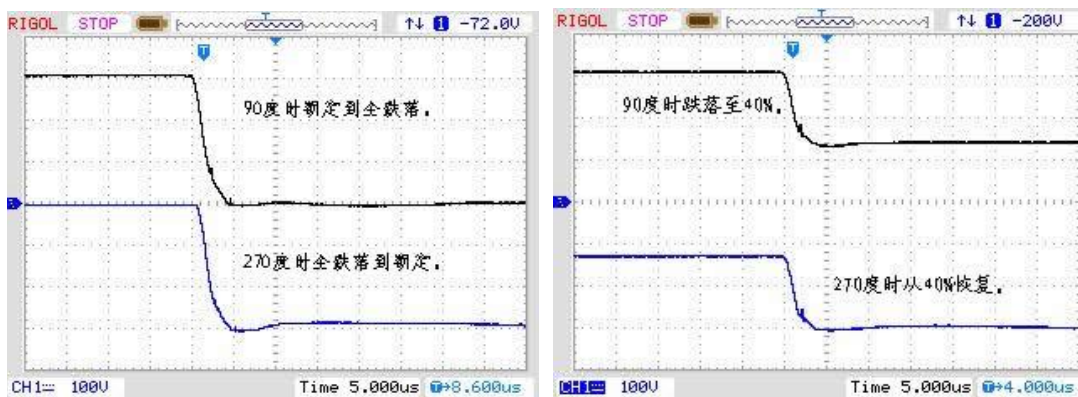 RIGOL STOP T 1 -72.0V
T
90度时额定到全跌落.
270度时全跌落到额定.
CH1 100V Time 5.000us T→8.600us
RIGOL STOP T 1 -200V
T
90度时跌落至40%.
270度时从40%恢复.
CH1 100V Time 5.000us T→4.000us